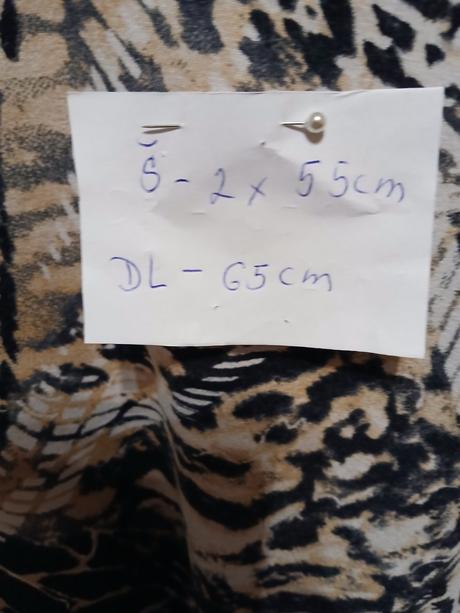 Š - 2 x 55cm
DL - 65cm